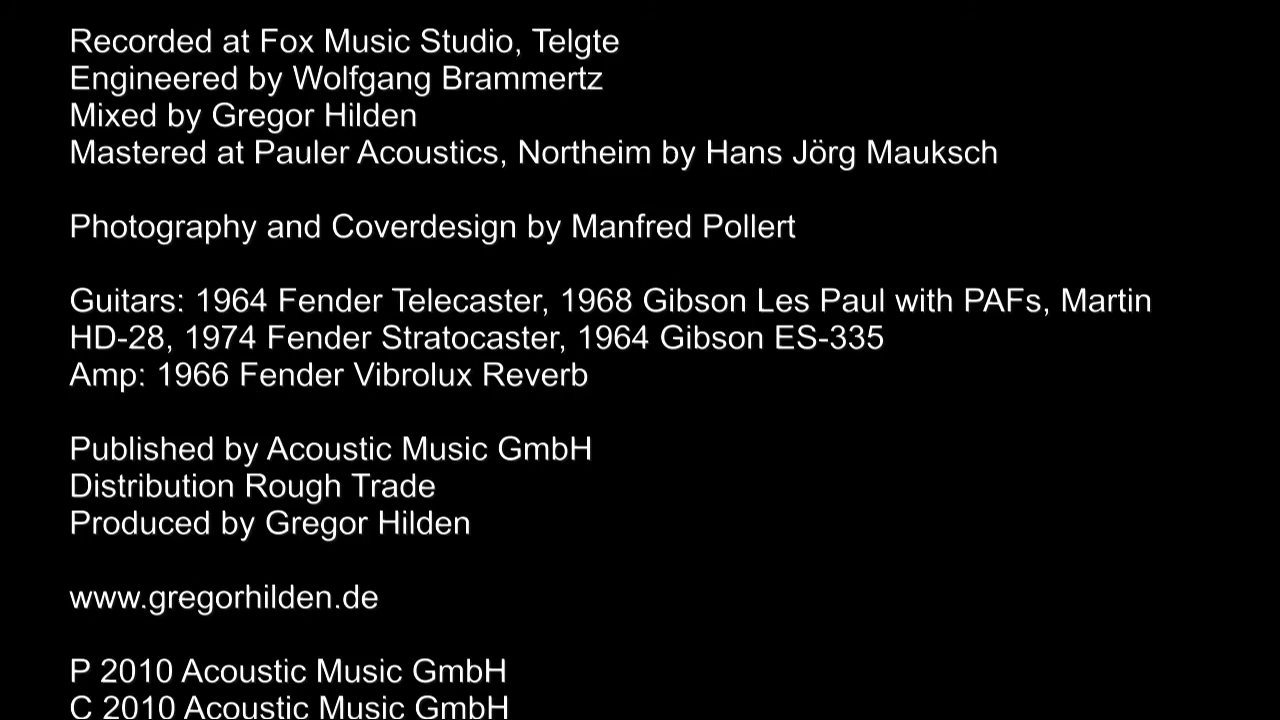 Recorded at Fox Music Studio, Telgte
Engineered by Wolfgang Brammertz
Mixed by Gregor Hilden
Mastered at Pauler Acoustics, Northeim by Hans Jörg Mauksch
Photography and Coverdesign by Manfred Pollert
Guitars: 1964 Fender Telecaster, 1968 Gibson Les Paul with PAFs, Martin
HD-28, 1974 Fender Stratocaster, 1964 Gibson ES-335
Amp: 1966 Fender Vibrolux Reverb
Published by Acoustic Music GmbH
Distribution Rough Trade
Produced by Gregor Hilden
www.gregorhilden.de
P 2010 Acoustic Music GmbH
C 2010 Acoustic Music GmbH